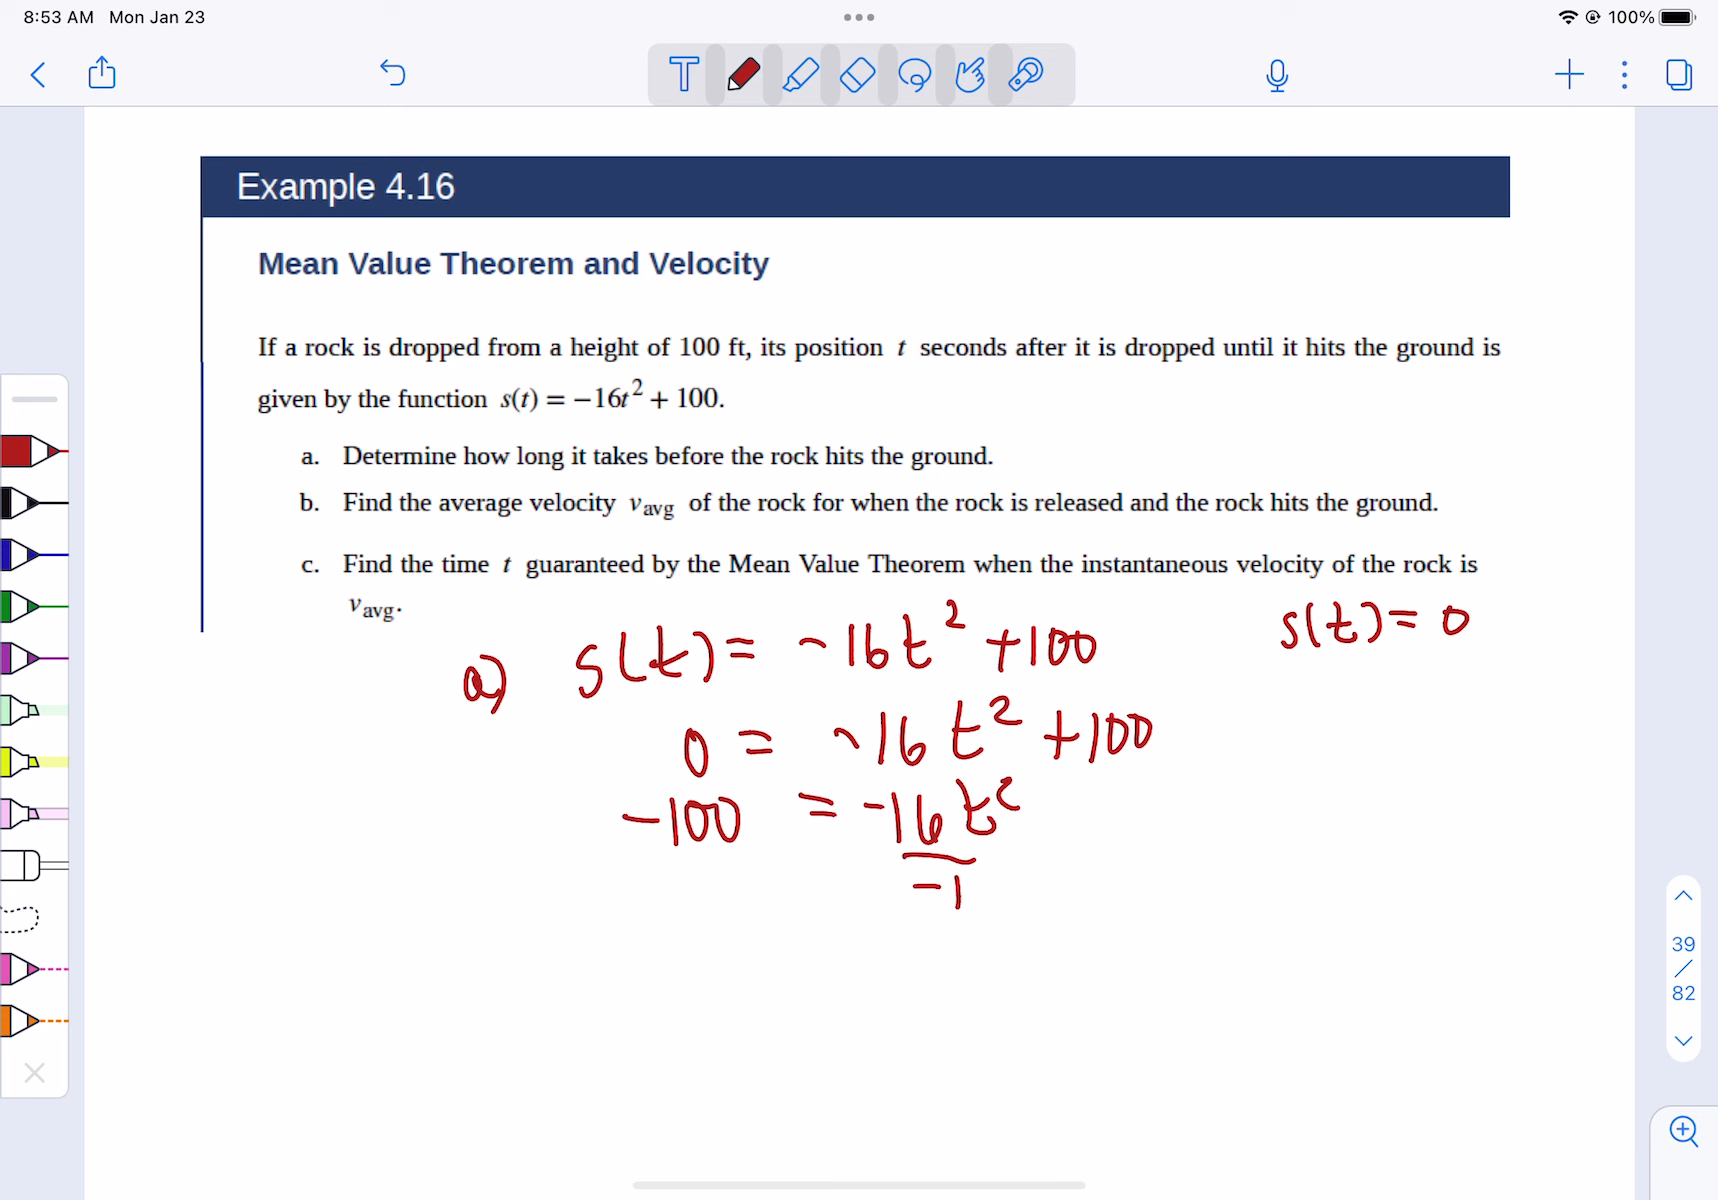 8:53 AM Mon Jan 23
100%
T
Example 4.16
Mean Value Theorem and Velocity
If a rock is dropped from a height of 100 ft, its position t seconds after it is dropped until it hits the ground is
given by the function s(t) = −16t² + 100.
a. Determine how long it takes before the rock hits the ground.
b. Find the average velocity v_avg of the rock for when the rock is released and the rock hits the ground.
c. Find the time t guaranteed by the Mean Value Theorem when the instantaneous velocity of the rock is
v_avg.
a) s(t) = -16t² +100
s(t) = 0
0 = -16t² +100
-100 = -16t²
-1
39
/
82